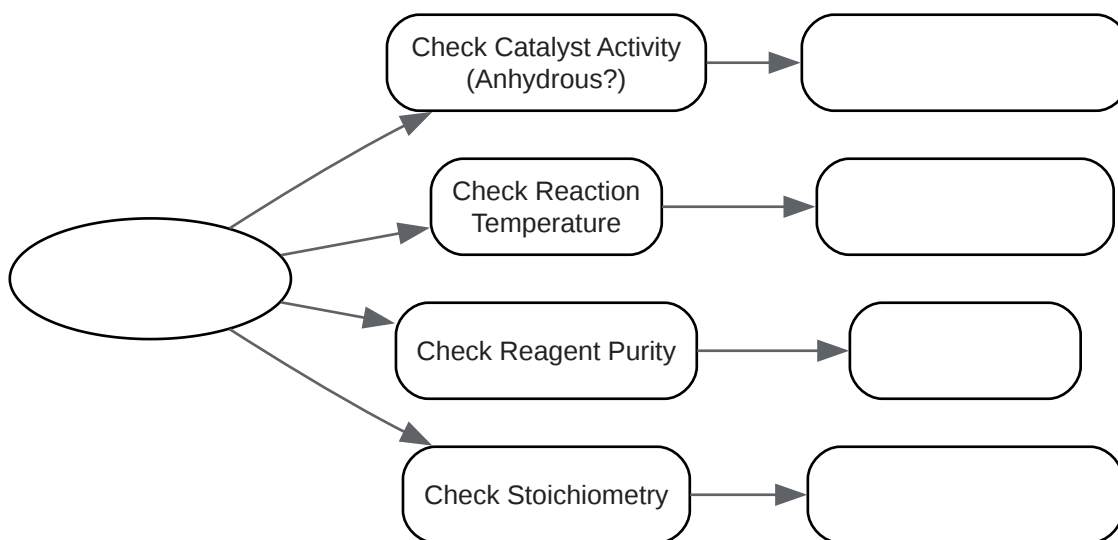 Check Catalyst Activity
(Anhydrous?)
Check Reaction
Temperature
Check Reagent Purity
Check Stoichiometry